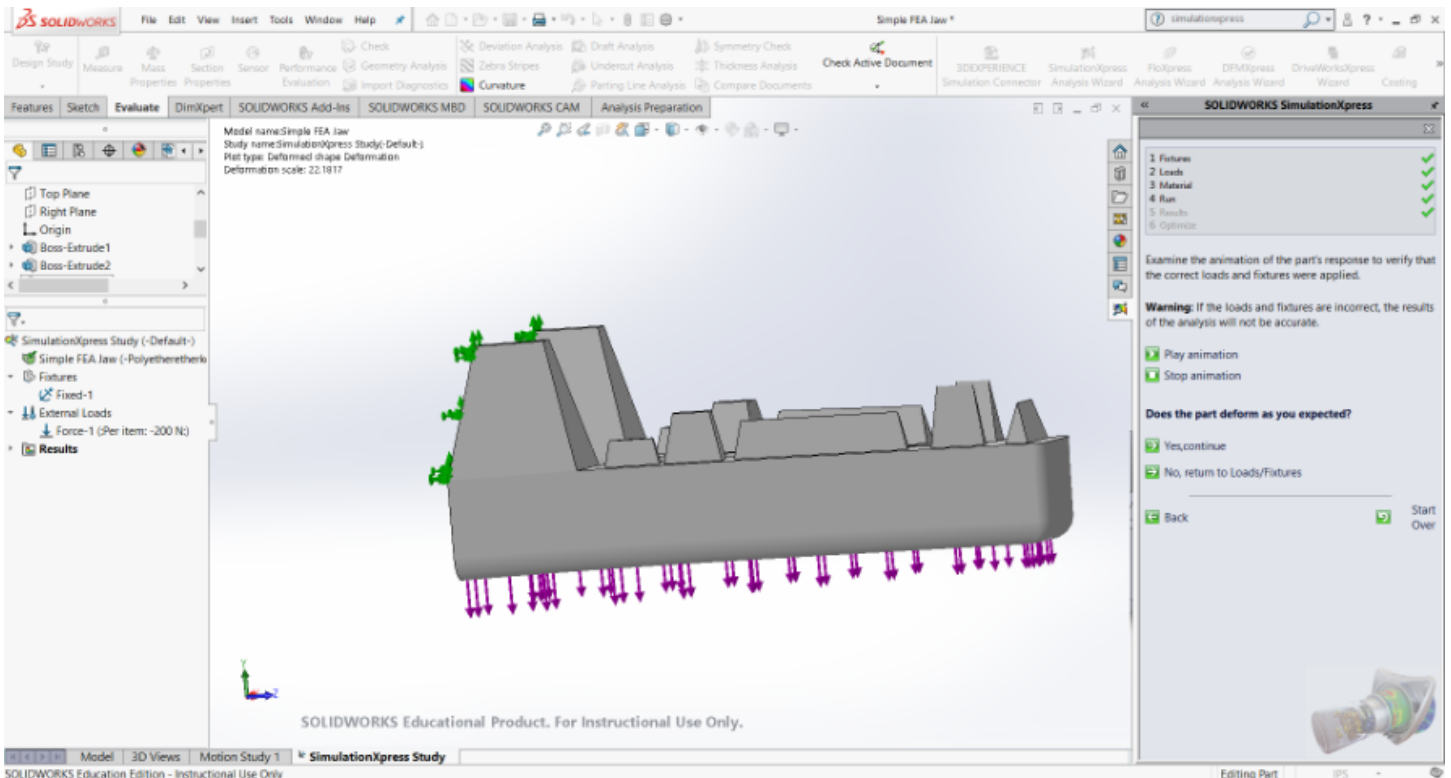 SOLIDWORKS File Edit View Insert Tools Window Help Simple FEA Jaw * simulationxpress
Design Study Measure Mass Properties Section Properties Sensor Performance Evaluation Check Geometry Analysis Import Diagnostics Deviation Analysis Zebra Stripes Curvature Draft Analysis Undercut Analysis Parting Line Analysis Symmetry Check Thickness Analysis Compare Documents Check Active Document 3DEXPERIENCE Simulation Connector SimulationXpress Analysis Wizard FloXpress Analysis Wizard DFMXpress Analysis Wizard DriveWorksXpress Wizard Costing
Features Sketch Evaluate DimXpert SOLIDWORKS Add-Ins SOLIDWORKS MBD SOLIDWORKS CAM Analysis Preparation
Top Plane
Right Plane
Origin
Boss-Extrude1
Boss-Extrude2
SimulationXpress Study (-Default-)
Simple FEA Jaw (-Polyetherethe
Fixtures
Fixed-1
External Loads
Force-1 (:Per item: -200 N:)
Results
Model name:Simple FEA Jaw
Study name:SimulationXpress Study(-Default-)
Plot type: Deformed shape Deformation
Deformation scale: 22.1817
Y
Z
SOLIDWORKS Educational Product. For Instructional Use Only.
SOLIDWORKS SimulationXpress
1 Fixtures
2 Loads
3 Material
4 Run
5 Results
6 Optimize
Examine the animation of the part's response to verify that
the correct loads and fixtures were applied.
Warning: If the loads and fixtures are incorrect, the results
of the analysis will not be accurate.
Play animation
Stop animation
Does the part deform as you expected?
Yes,continue
No, return to Loads/Fixtures
Back
Start
Over
Model 3D Views Motion Study 1 SimulationXpress Study
SOLIDWORKS Education Edition - Instructional Use Only Editing Part IPS